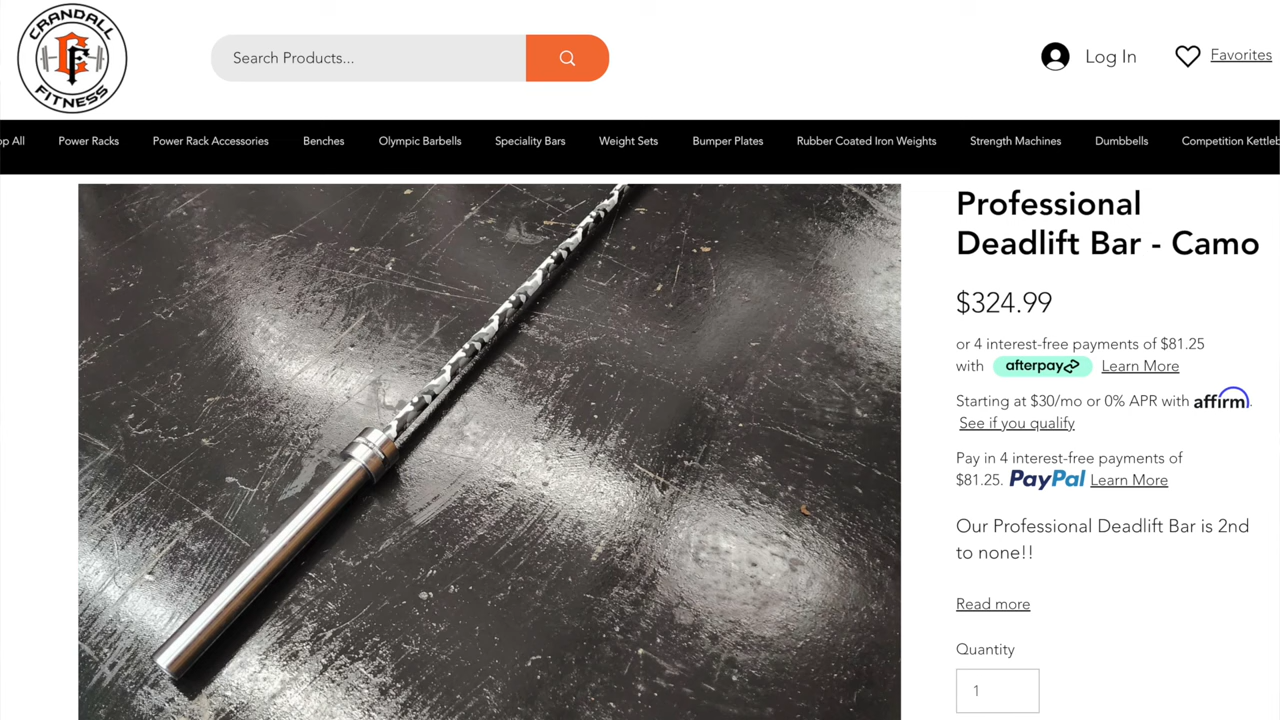 CRANDALL
CF
FITNESS
Search Products...
Log In
Favorites
op All
Power Racks
Power Rack Accessories
Benches
Olympic Barbells
Speciality Bars
Weight Sets
Bumper Plates
Rubber Coated Iron Weights
Strength Machines
Dumbbells
Competition Kettleb
Professional
Deadlift Bar - Camo
$324.99
or 4 interest-free payments of $81.25
with afterpay Learn More
Starting at $30/mo or 0% APR with affirm.
See if you qualify
Pay in 4 interest-free payments of
$81.25. PayPal Learn More
Our Professional Deadlift Bar is 2nd
to none!!
Read more
Quantity
1